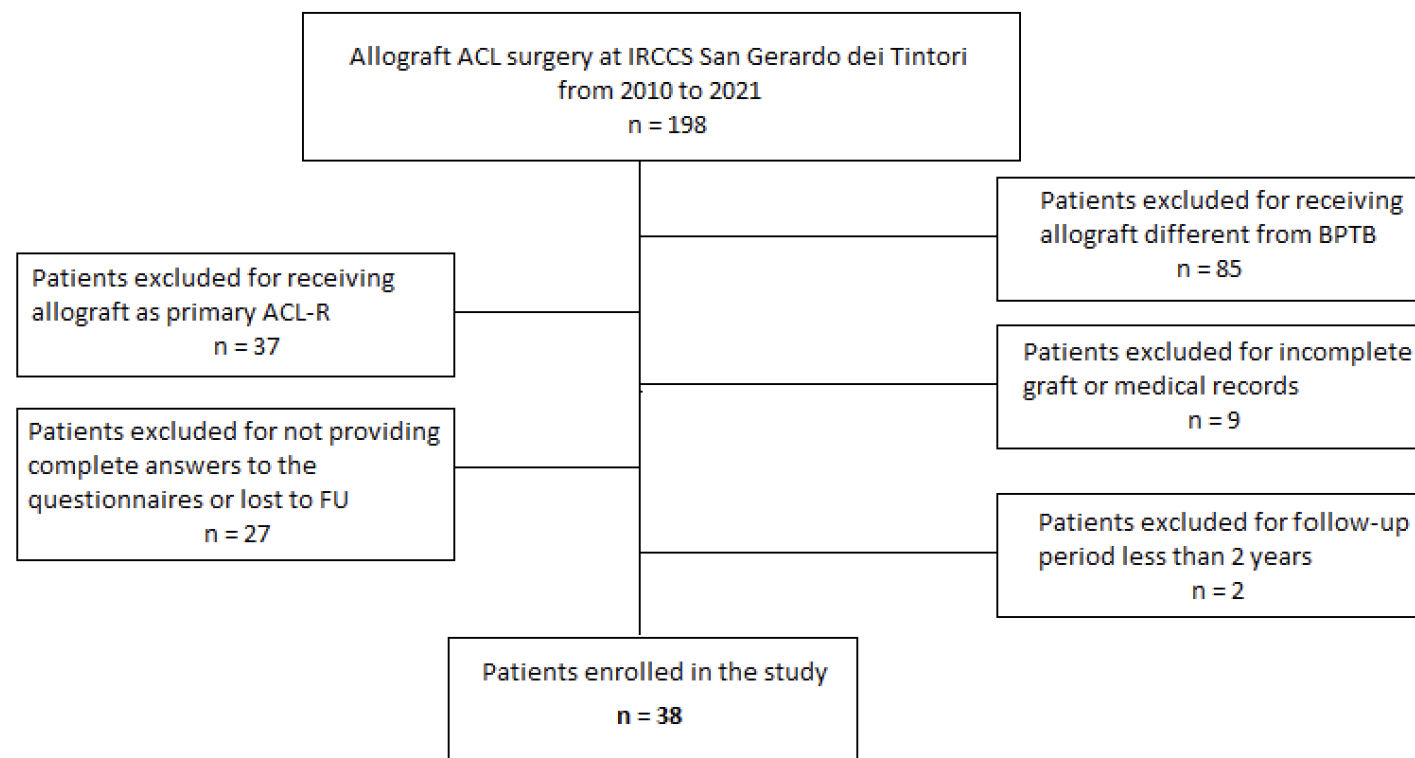 Allograft ACL surgery at IRCCS San Gerardo dei Tintori
from 2010 to 2021
n = 198
Patients excluded for receiving
allograft different from BPTB
n = 85
Patients excluded for receiving
allograft as primary ACL-R
n = 37
Patients excluded for incomplete
graft or medical records
n = 9
Patients excluded for not providing
complete answers to the
questionnaires or lost to FU
n = 27
Patients excluded for follow-up
period less than 2 years
n = 2
Patients enrolled in the study
n = 38